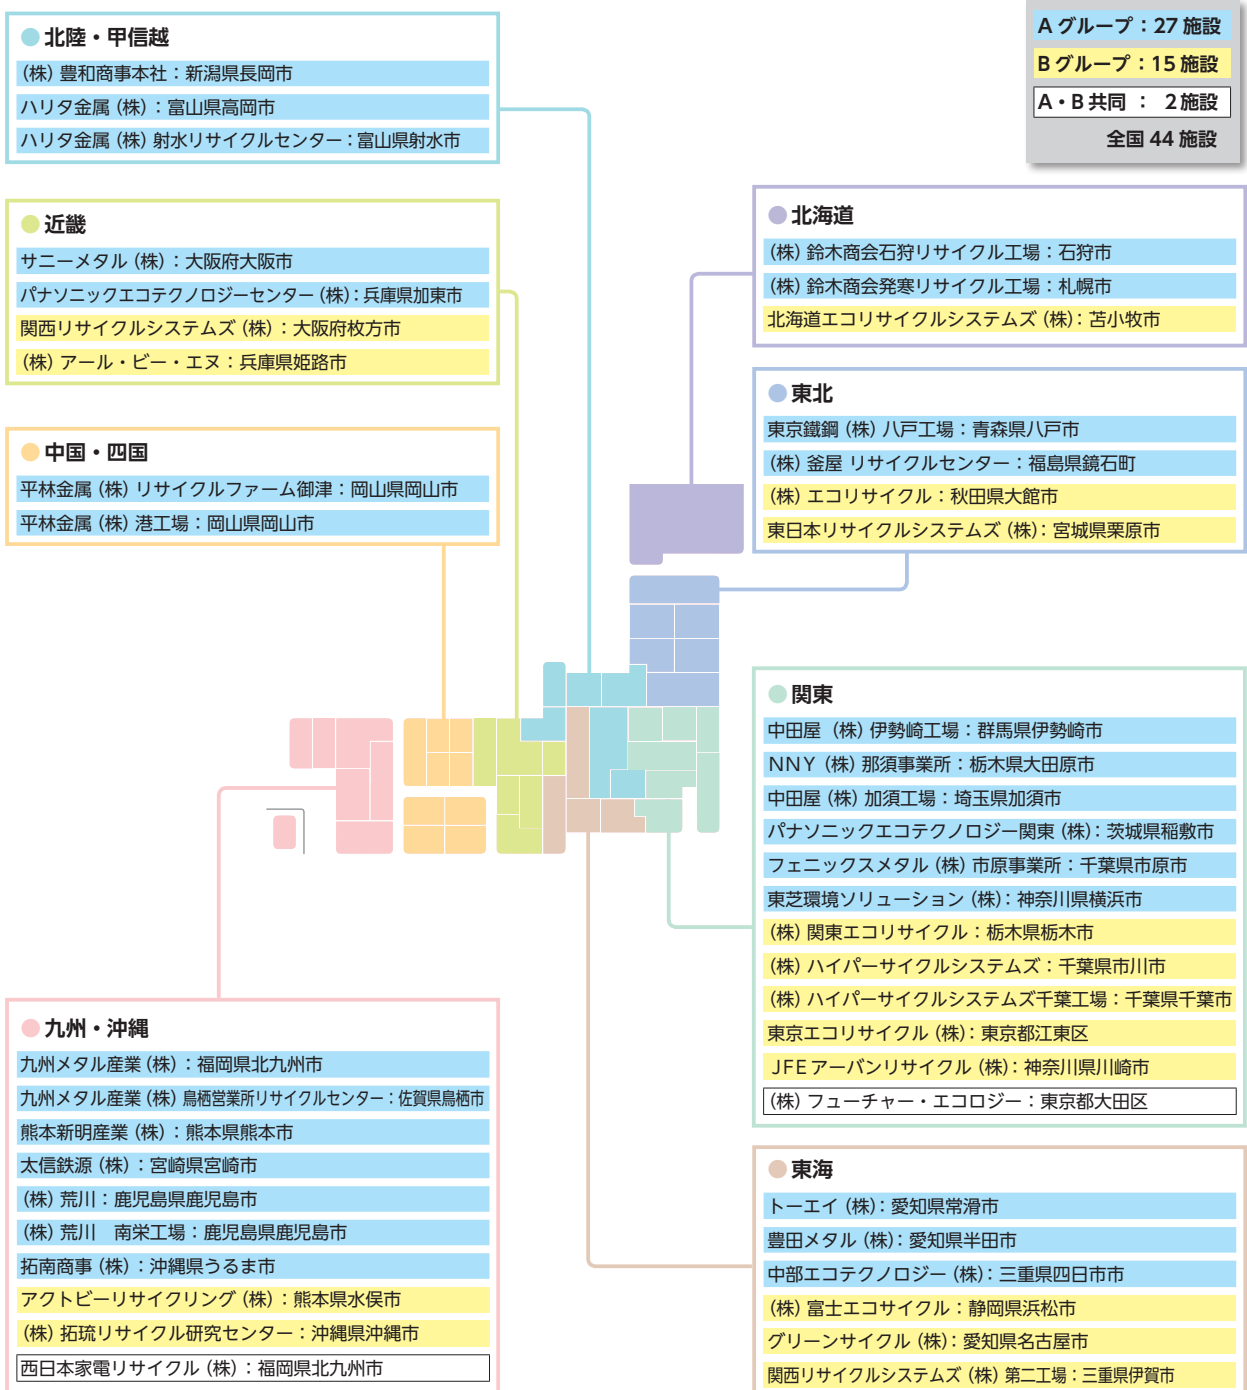 ● 北陸・甲信越
(株) 豊和商事本社：新潟県長岡市
ハリタ金属 (株)：富山県高岡市
ハリタ金属 (株) 射水リサイクルセンター：富山県射水市
● 近畿
サニーメタル (株)：大阪府大阪市
パナソニックエコテクノロジーセンター (株)：兵庫県加東市
関西リサイクルシステムズ (株)：大阪府枚方市
(株) アール・ビー・エヌ：兵庫県姫路市
● 中国・四国
平林金属 (株) リサイクルファーム御津：岡山県岡山市
平林金属 (株) 港工場：岡山県岡山市
● 九州・沖縄
九州メタル産業 (株)：福岡県北九州市
九州メタル産業 (株) 鳥栖営業所リサイクルセンター：佐賀県鳥栖市
熊本新明産業 (株)：熊本県熊本市
太信鉄源 (株)：宮崎県宮崎市
(株) 荒川：鹿児島県鹿児島市
(株) 荒川　南栄工場：鹿児島県鹿児島市
拓南商事 (株)：沖縄県うるま市
アクトビーリサイクリング (株)：熊本県水俣市
(株) 拓琉リサイクル研究センター：沖縄県沖縄市
西日本家電リサイクル (株)：福岡県北九州市
A グループ：27 施設
B グループ：15 施設
A・B 共同 ： 2 施設
全国 44 施設
● 北海道
(株) 鈴木商会石狩リサイクル工場：石狩市
(株) 鈴木商会発寒リサイクル工場：札幌市
北海道エコリサイクルシステムズ (株)：苫小牧市
● 東北
東京鐵鋼 (株) 八戸工場：青森県八戸市
(株) 釜屋 リサイクルセンター：福島県鏡石町
(株) エコリサイクル：秋田県大館市
東日本リサイクルシステムズ (株)：宮城県栗原市
● 関東
中田屋 (株) 伊勢崎工場：群馬県伊勢崎市
NNY (株) 那須事業所：栃木県大田原市
中田屋 (株) 加須工場：埼玉県加須市
パナソニックエコテクノロジー関東 (株)：茨城県稲敷市
フェニックスメタル (株) 市原事業所：千葉県市原市
東芝環境ソリューション (株)：神奈川県横浜市
(株) 関東エコリサイクル：栃木県栃木市
(株) ハイパーサイクルシステムズ：千葉県市川市
(株) ハイパーサイクルシステムズ千葉工場：千葉県千葉市
東京エコリサイクル (株)：東京都江東区
JFE アーバンリサイクル (株)：神奈川県川崎市
(株) フューチャー・エコロジー：東京都大田区
● 東海
トーエイ (株)：愛知県常滑市
豊田メタル (株)：愛知県半田市
中部エコテクノロジー (株)：三重県四日市市
(株) 富士エコサイクル：静岡県浜松市
グリーンサイクル (株)：愛知県名古屋市
関西リサイクルシステムズ (株) 第二工場：三重県伊賀市